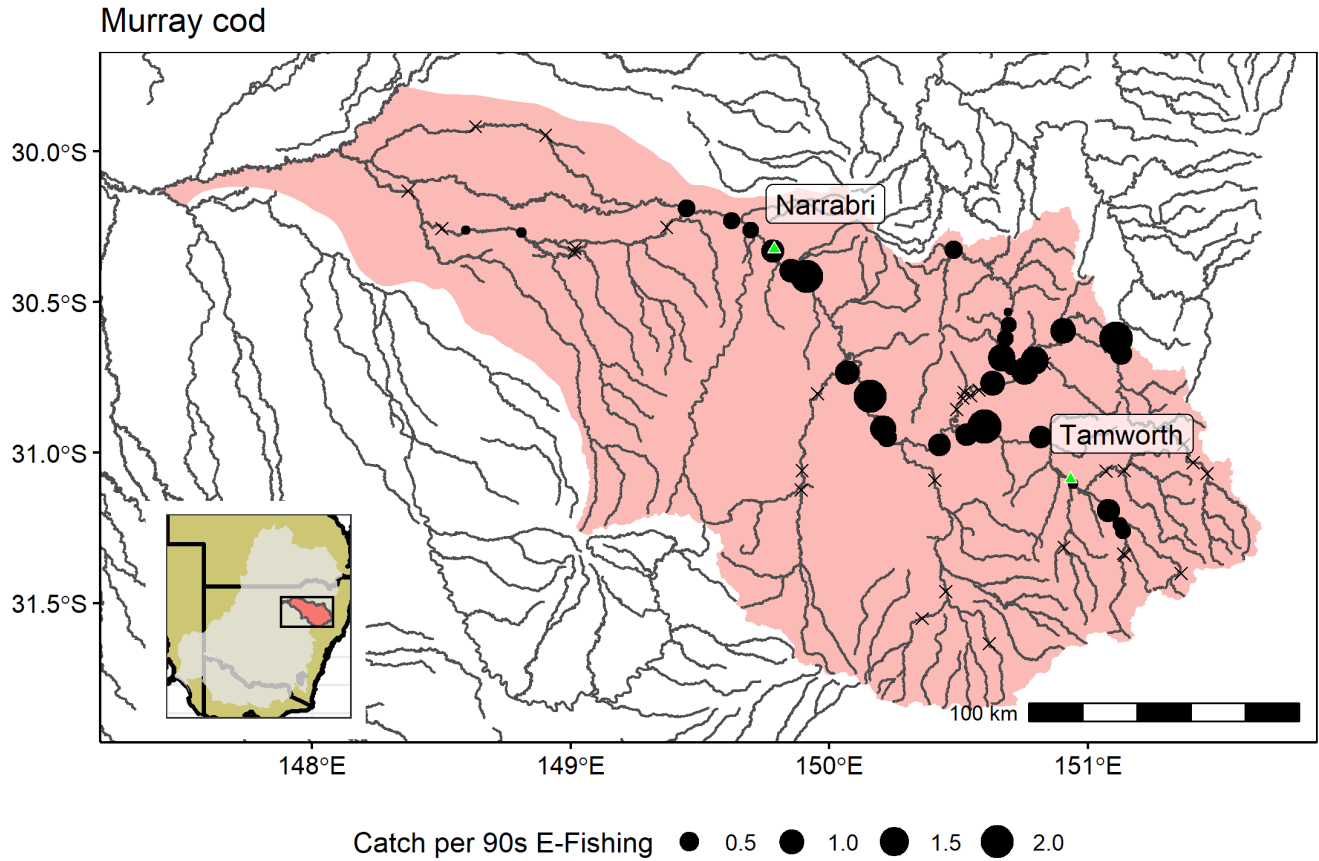 Murray cod
30.0°S
30.5°S
31.0°S
31.5°S
Narrabri
Tamworth
100 km
148°E 149°E 150°E 151°E
Catch per 90s E-Fishing 0.5 1.0 1.5 2.0